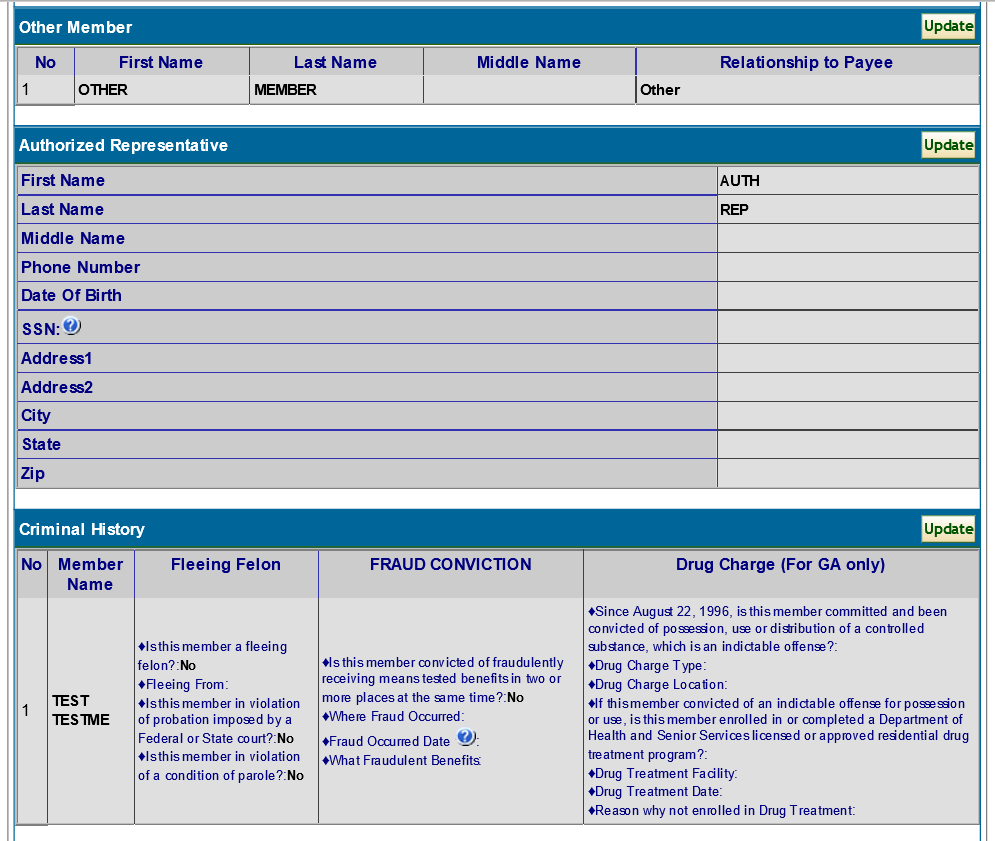 Other Member
Update
No First Name Last Name Middle Name Relationship to Payee
1 OTHER MEMBER Other
Authorized Representative
Update
First Name AUTH
Last Name REP
Middle Name
Phone Number
Date Of Birth
SSN:
Address1
Address2
City
State
Zip
Criminal History
Update
No Member Name Fleeing Felon FRAUD CONVICTION Drug Charge (For GA only)
1
TEST
TESTME
♦Is this member a fleeing
felon?:No
♦Fleeing From:
♦Is this member in violation
of probation imposed by a
Federal or State court?:No
♦Is this member in violation
of a condition of parole?:No
♦Is this member convicted of fraudulently
receiving means tested benefits in two or
more places at the same time?:No
♦Where Fraud Occurred:
♦Fraud Occurred Date :
♦What Fraudulent Benefits:
♦Since August 22, 1996, is this member committed and been
convicted of possession, use or distribution of a controlled
substance, which is an indictable offense?:
♦Drug Charge Type:
♦Drug Charge Location:
♦If this member convicted of an indictable offense for possession
or use, is this member enrolled in or completed a Department of
Health and Senior Services licensed or approved residential drug
treatment program?:
♦Drug Treatment Facility:
♦Drug Treatment Date:
♦Reason why not enrolled in Drug Treatment: